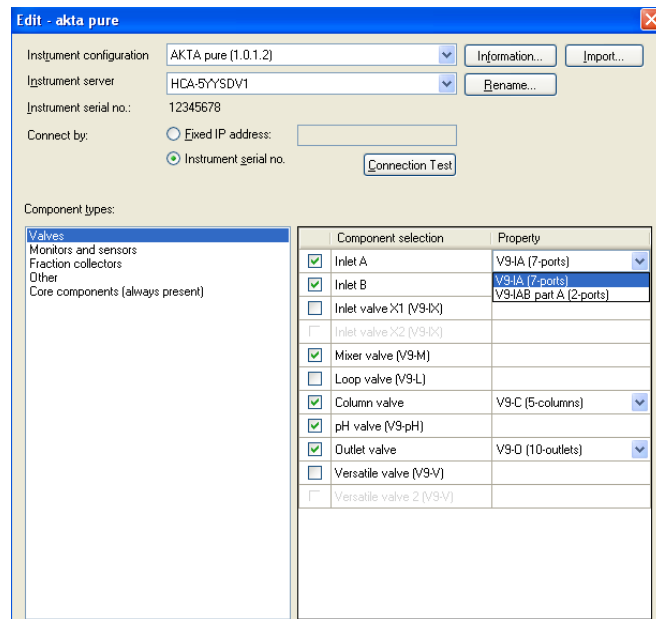 Edit - akta pure
Instrument configuration AKTA pure (1.0.1.2) Information... Import...
Instrument server HCA-5YYSDV1 Rename...
Instrument serial no.: 12345678
Connect by: Fixed IP address:
Instrument serial no. Connection Test
Component types:
Valves
Monitors and sensors
Fraction collectors
Other
Core components (always present)
Component selection Property
Inlet A V9-IA (7-ports)
V9-IA (7-ports)
V9-IAB part A (2-ports)
Inlet B
Inlet valve X1 (V9-IX)
Inlet valve X2 (V9-IX)
Mixer valve (V9-M)
Loop valve (V9-L)
Column valve V9-C (5-columns)
pH valve (V9-pH)
Outlet valve V9-O (10-outlets)
Versatile valve (V9-V)
Versatile valve 2 (V9-V)